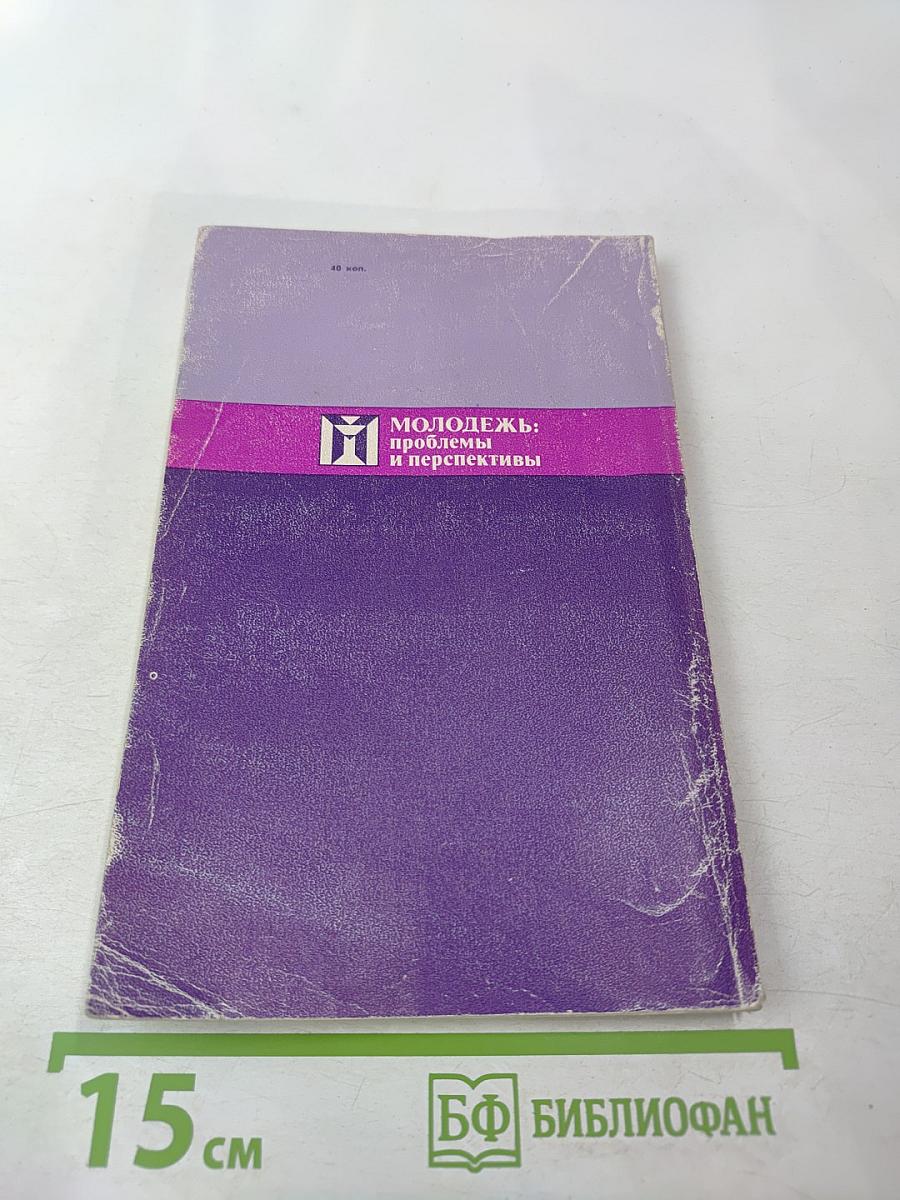 40 коп.
МОЛОДЕЖЬ:
проблемы
и перспективы
15 см
БФ БИБЛИОФАН